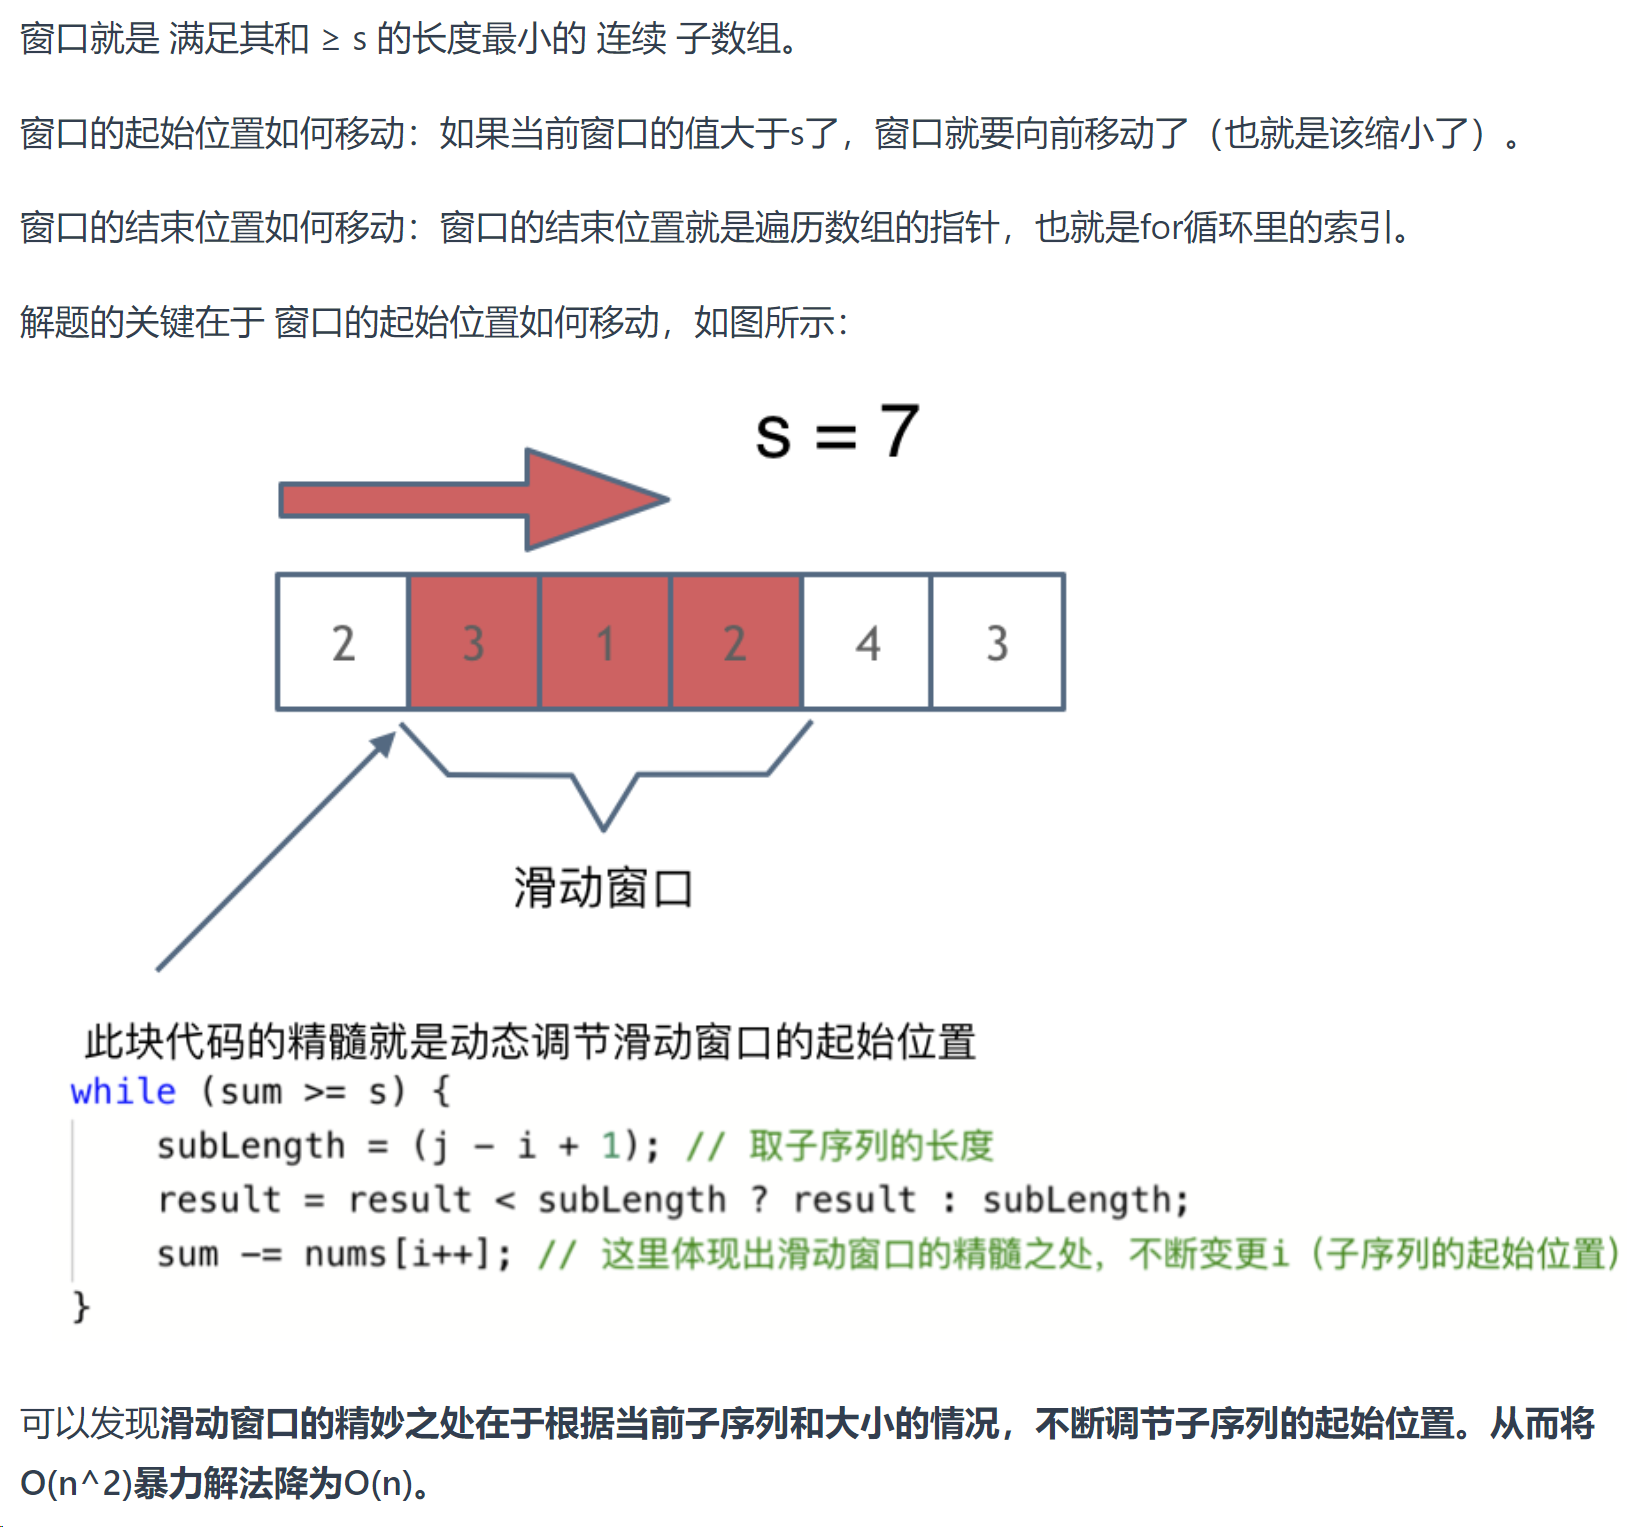 窗口就是 满足其和 ≥ s 的长度最小的 连续 子数组。
窗口的起始位置如何移动：如果当前窗口的值大于s了，窗口就要向前移动了（也就是该缩小了）。
窗口的结束位置如何移动：窗口的结束位置就是遍历数组的指针，也就是for循环里的索引。
解题的关键在于 窗口的起始位置如何移动，如图所示：
s = 7
2 3 1 2 4 3
滑动窗口
此块代码的精髓就是动态调节滑动窗口的起始位置
while (sum >= s) {
    subLength = (j - i + 1); // 取子序列的长度
    result = result < subLength ? result : subLength;
    sum -= nums[i++]; // 这里体现出滑动窗口的精髓之处，不断变更i（子序列的起始位置）
}
可以发现滑动窗口的精妙之处在于根据当前子序列和大小的情况，不断调节子序列的起始位置。从而将
O(n^2)暴力解法降为O(n)。